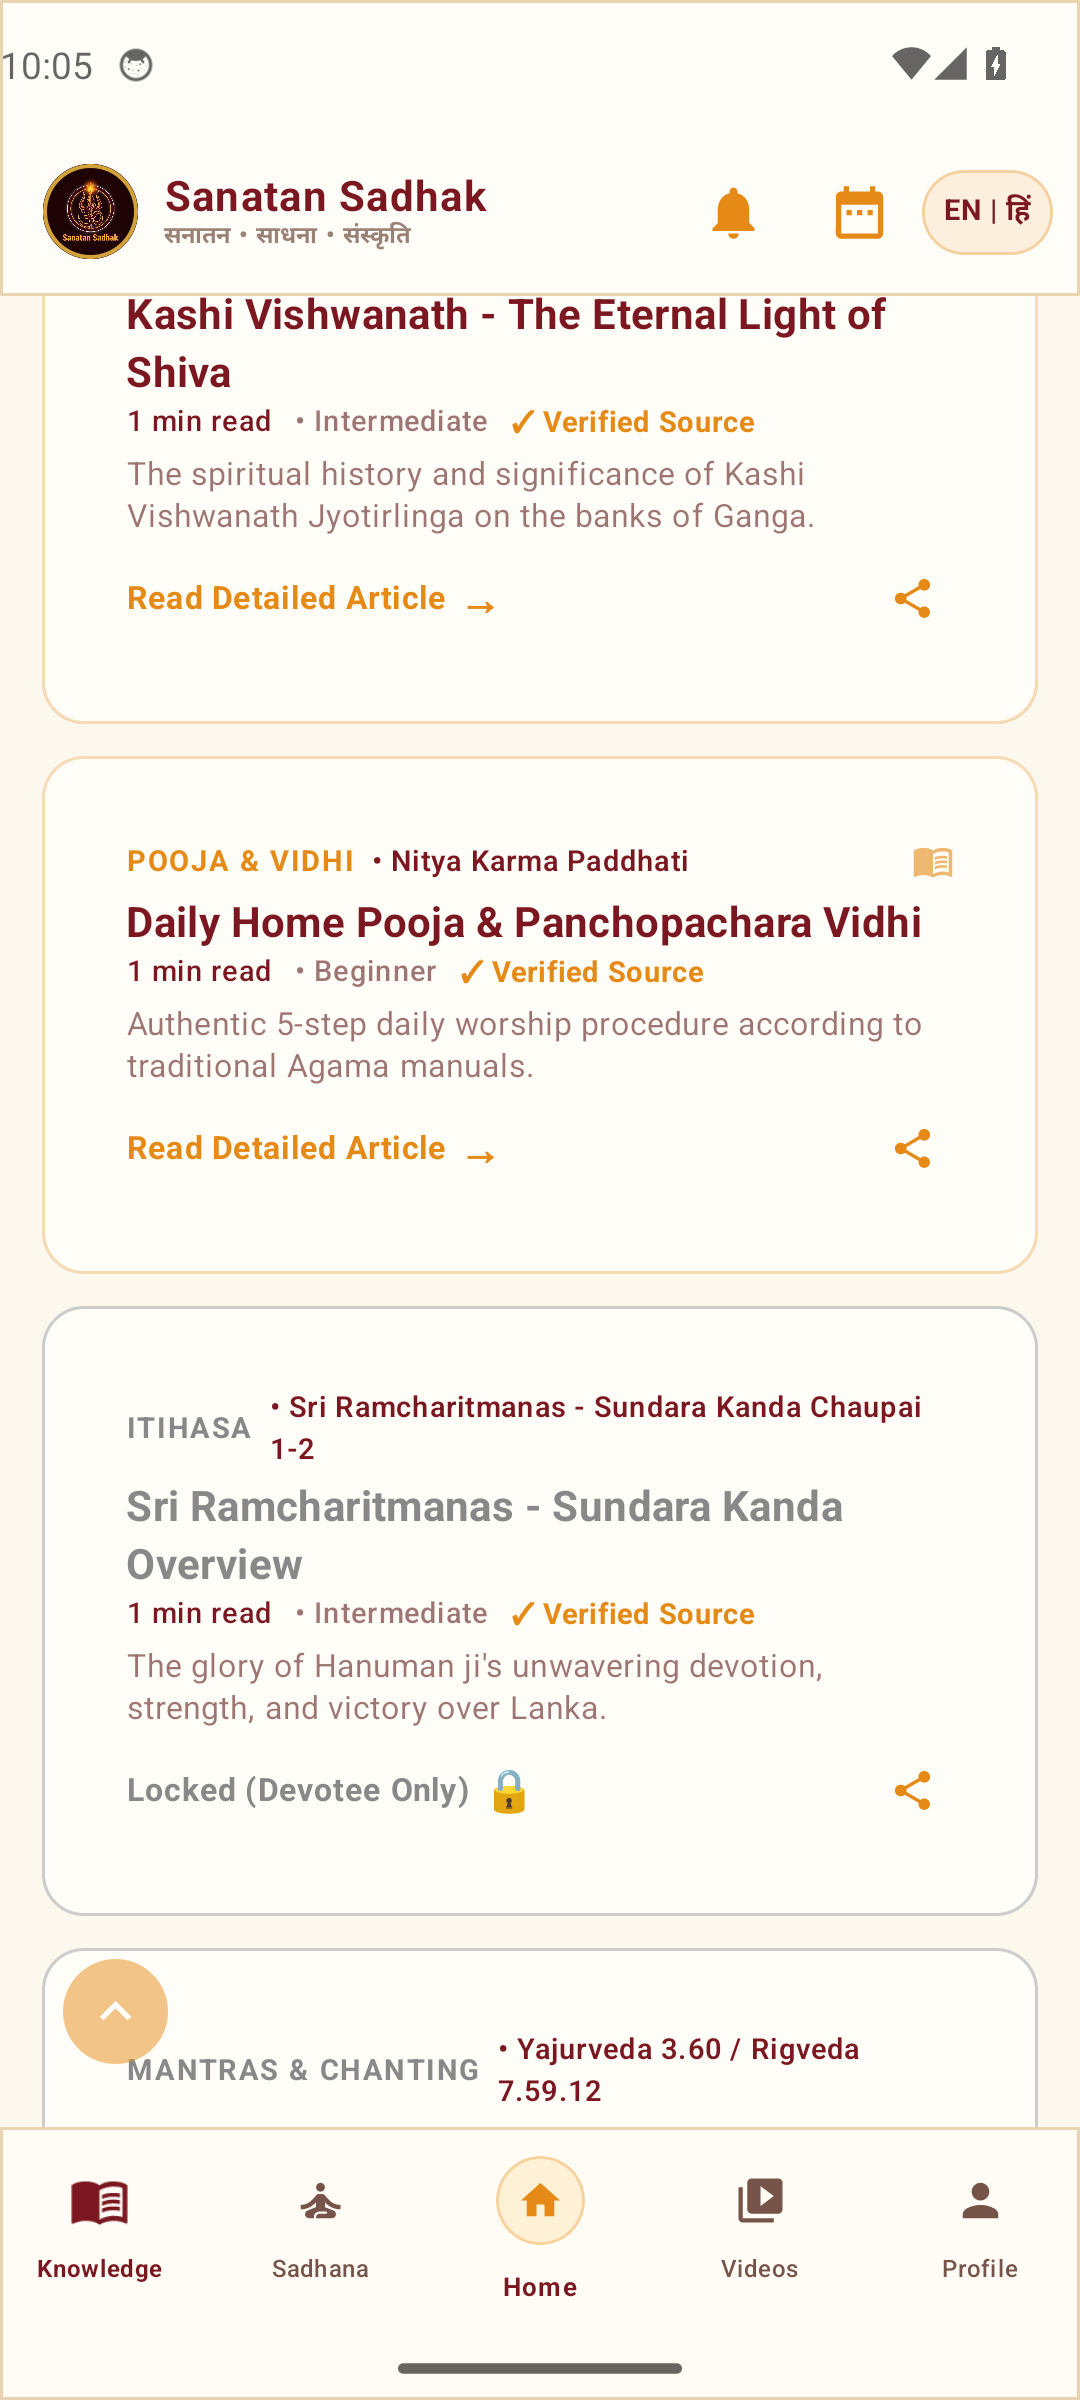 10:05
Sanatan Sadhak
Sanatan Sadhak
सनातन • साधना • संस्कृति
EN | हिं
Kashi Vishwanath - The Eternal Light of
Shiva
1 min read • Intermediate ✓ Verified Source
The spiritual history and significance of Kashi
Vishwanath Jyotirlinga on the banks of Ganga.
Read Detailed Article →
POOJA & VIDHI • Nitya Karma Paddhati
Daily Home Pooja & Panchopachara Vidhi
1 min read • Beginner ✓ Verified Source
Authentic 5-step daily worship procedure according to
traditional Agama manuals.
Read Detailed Article →
ITIHASA • Sri Ramcharitmanas - Sundara Kanda Chaupai
1-2
Sri Ramcharitmanas - Sundara Kanda
Overview
1 min read • Intermediate ✓ Verified Source
The glory of Hanuman ji's unwavering devotion,
strength, and victory over Lanka.
Locked (Devotee Only) 🔒
MANTRAS & CHANTING • Yajurveda 3.60 / Rigveda
7.59.12
Knowledge
Sadhana
Home
Videos
Profile